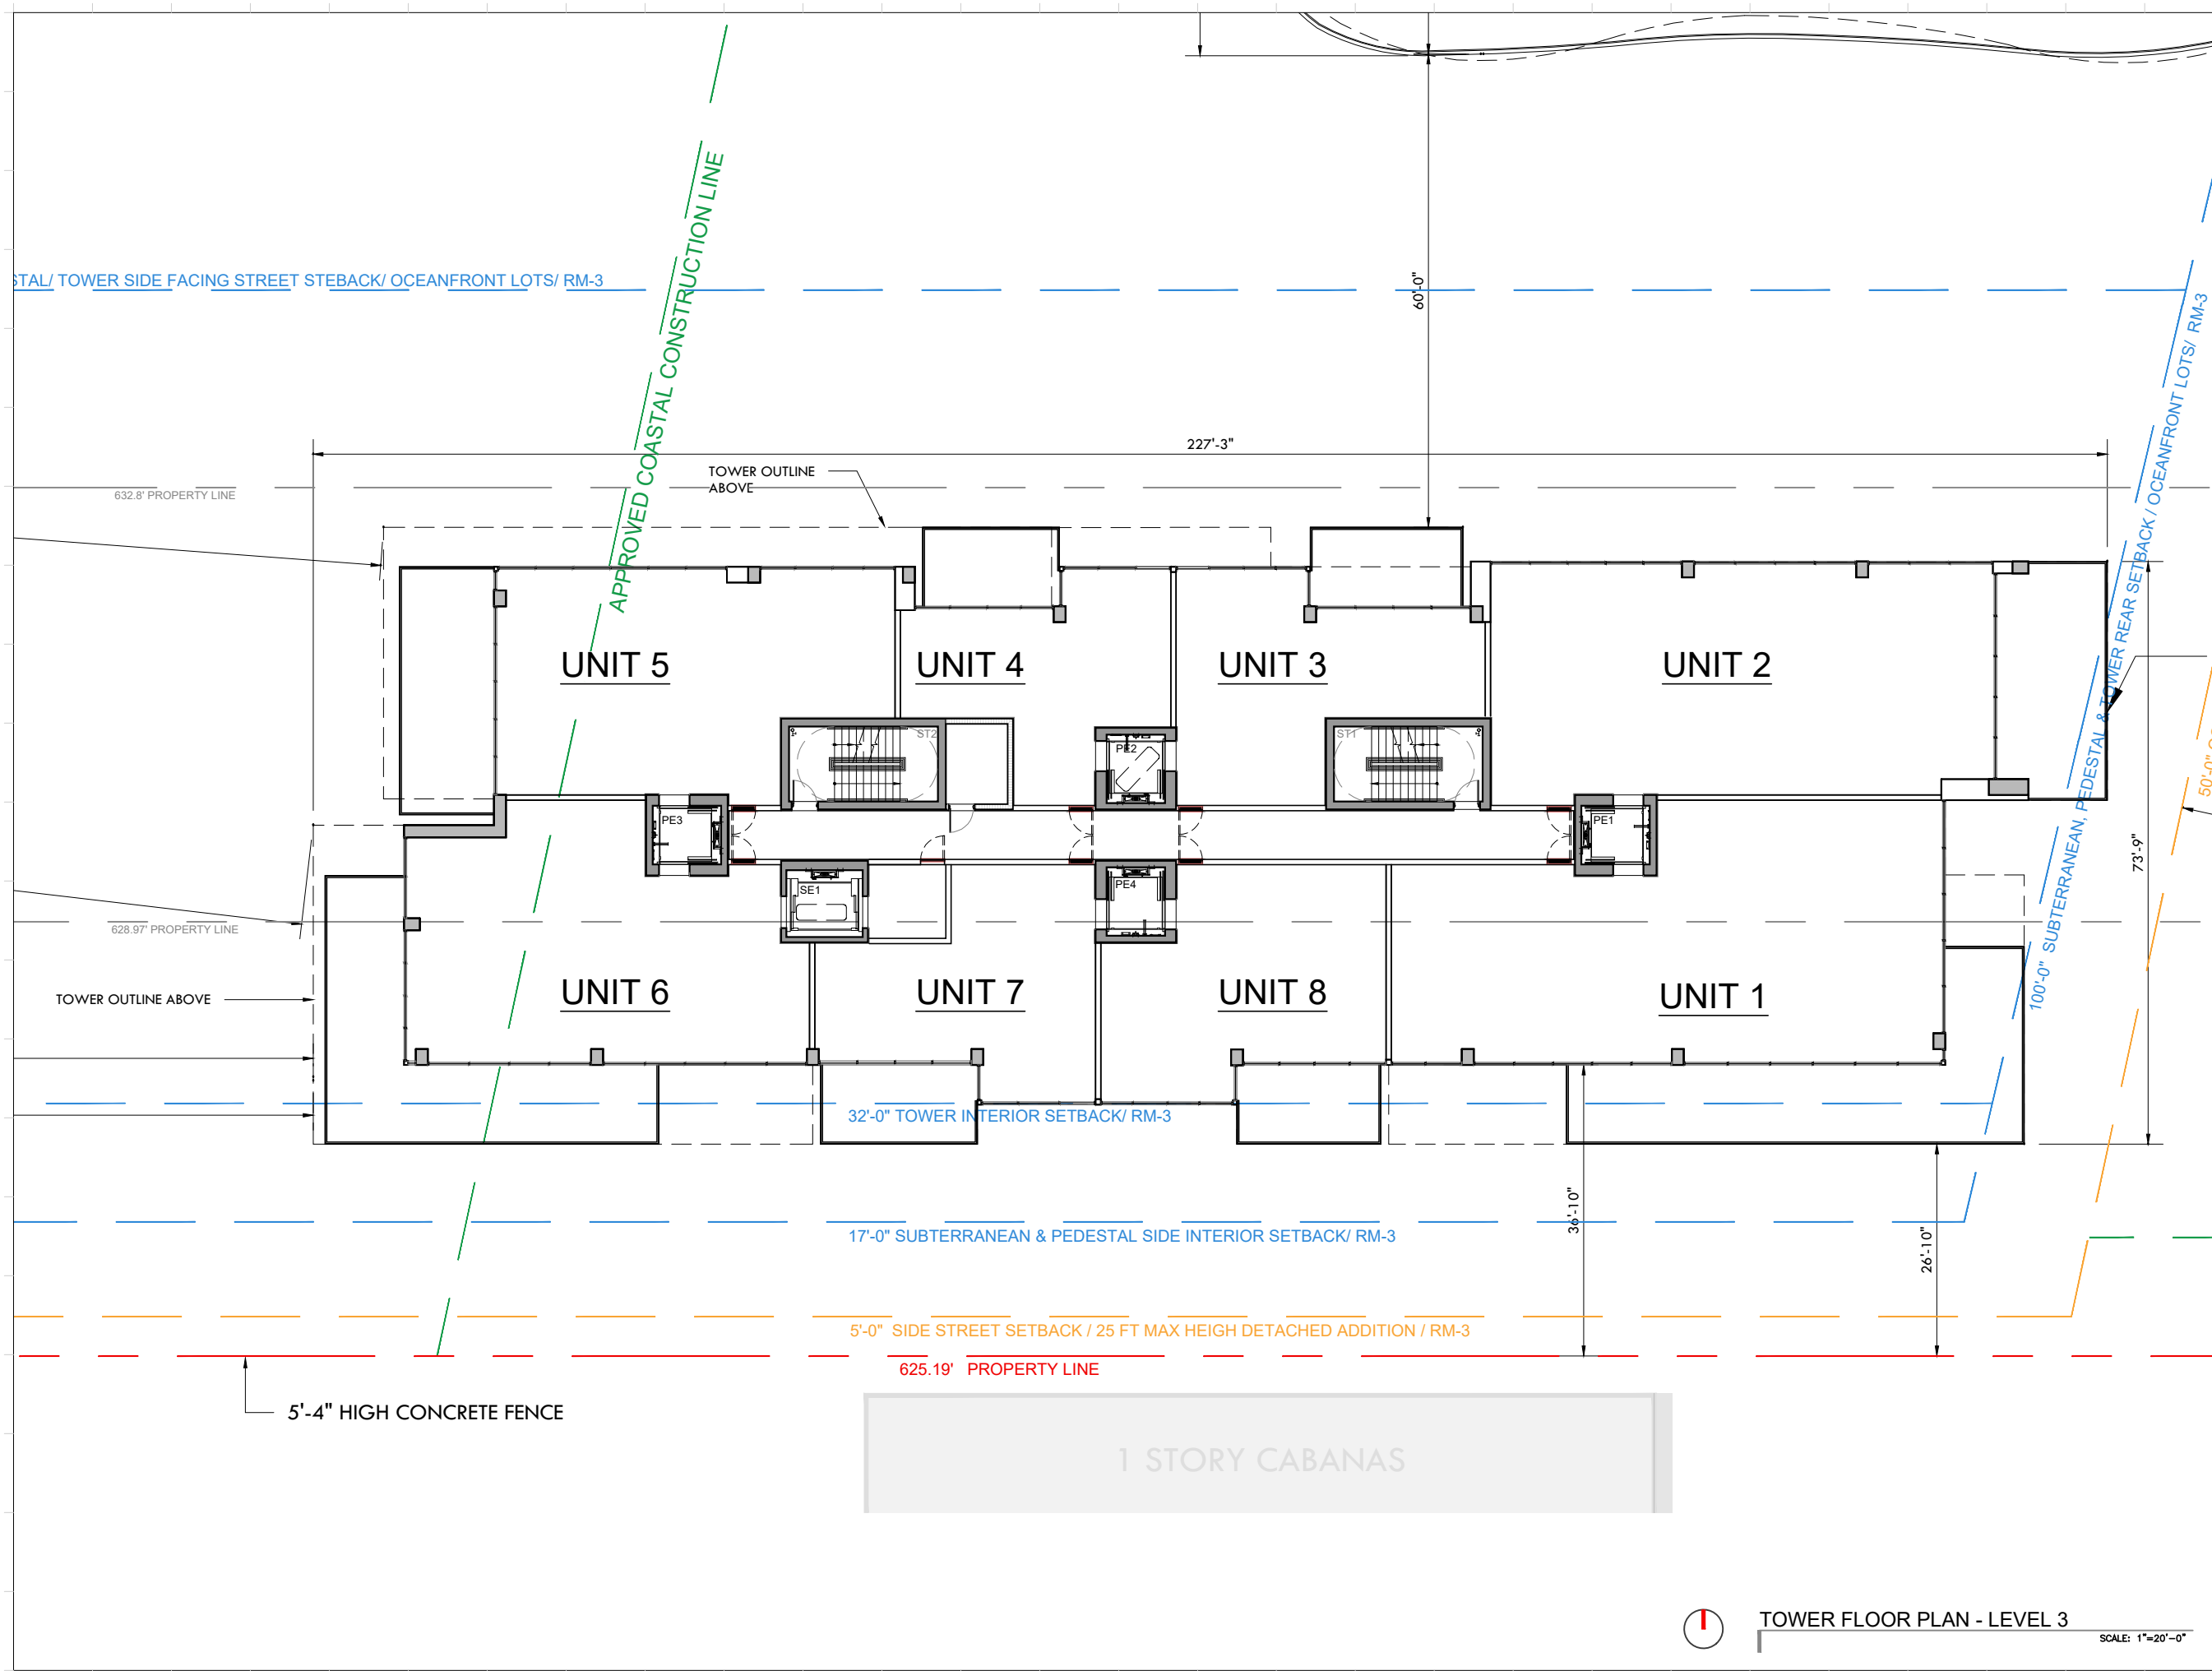 STAL/ TOWER SIDE FACING STREET STEBACK/ OCEANFRONT LOTS/ RM-3
APPROVED COASTAL CONSTRUCTION LINE
60'-0"
100'-0" SUBTERRANEAN, PEDESTAL & TOWER REAR SETBACK / OCEANFRONT LOTS/ RM-3
227'-3"
TOWER OUTLINE
ABOVE
632.8' PROPERTY LINE
UNIT 5
UNIT 4
UNIT 3
UNIT 2
ST2
PE2
ST1
50'-0"
PE3
PE1
73'-9"
SE1
PE4
628.97' PROPERTY LINE
UNIT 6
UNIT 7
UNIT 8
UNIT 1
TOWER OUTLINE ABOVE
32'-0" TOWER INTERIOR SETBACK/ RM-3
36'-10"
26'-10"
17'-0" SUBTERRANEAN & PEDESTAL SIDE INTERIOR SETBACK/ RM-3
5'-0" SIDE STREET SETBACK / 25 FT MAX HEIGH DETACHED ADDITION / RM-3
625.19' PROPERTY LINE
5'-4" HIGH CONCRETE FENCE
1 STORY CABANAS
TOWER FLOOR PLAN - LEVEL 3
SCALE: 1"=20'-0"